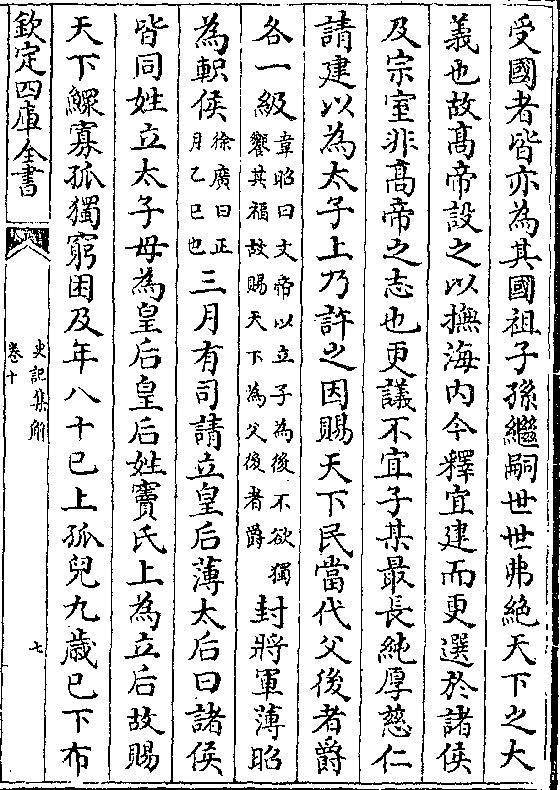 受國者皆亦為其國祖子孫繼嗣世世弗絶天下之大
義也故髙帝設之以撫海内今釋宜建而更選於諸侯
及宗室非髙帝之志也更議不宜子某最長純厚慈仁
請建以為太子上乃許之因賜天下民當代父後者爵
各一級韋昭曰文帝以立子為後不欲獨饗其福故賜天下為父後者爵封將軍薄昭
為軹侯徐廣曰正月乙巳也三月有司請立皇后薄太后曰諸侯
皆同姓立太子母為皇后皇后姓竇氏上為立后故賜
天下鰥寡孤獨窮困及年八十已上孤兒九歲已下布
欽定四庫全書
史記集解
卷十
七